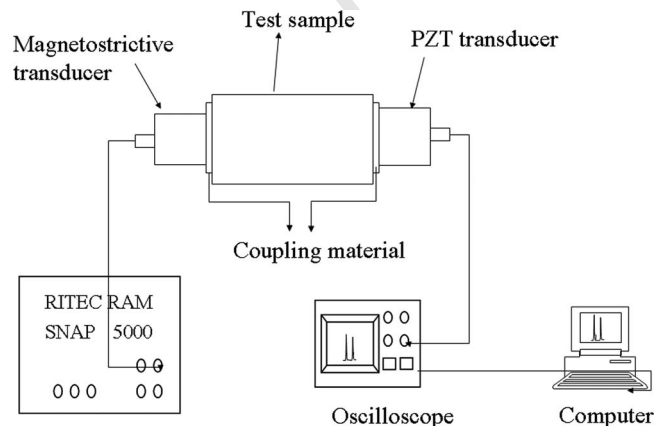 Test sample
Magnetostrictive
transducer
PZT transducer
Coupling material
RITEC RAM
SNAP 5000
Oscilloscope
Computer